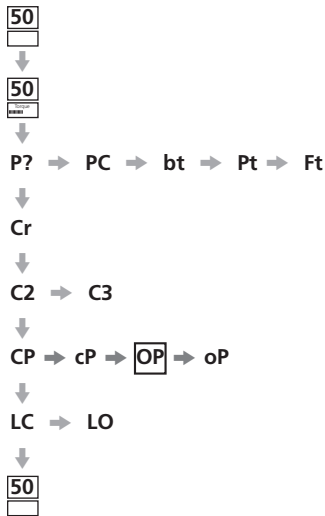 50
50
Torque
P? PC bt Pt Ft
Cr
C2 C3
CP cP OP oP
LC LO
50